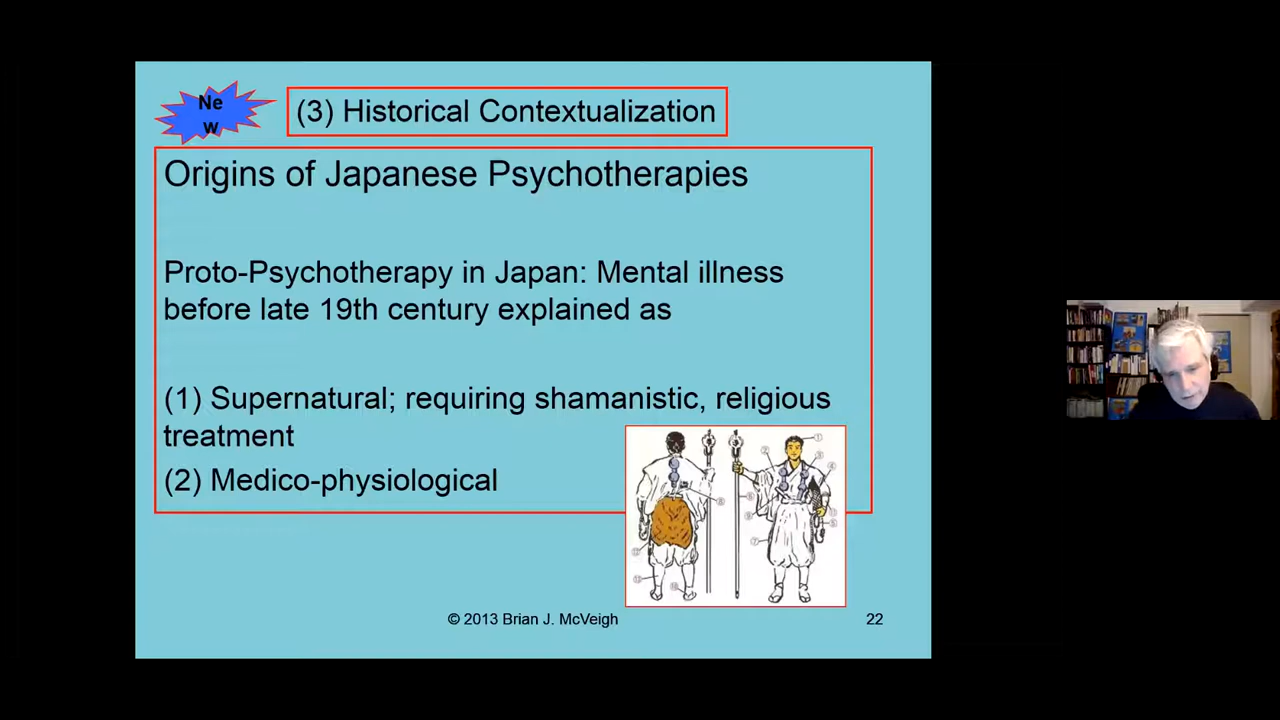 Ne
w
(3) Historical Contextualization
Origins of Japanese Psychotherapies
Proto-Psychotherapy in Japan: Mental illness
before late 19th century explained as
(1) Supernatural; requiring shamanistic, religious
treatment
(2) Medico-physiological
© 2013 Brian J. McVeigh
22